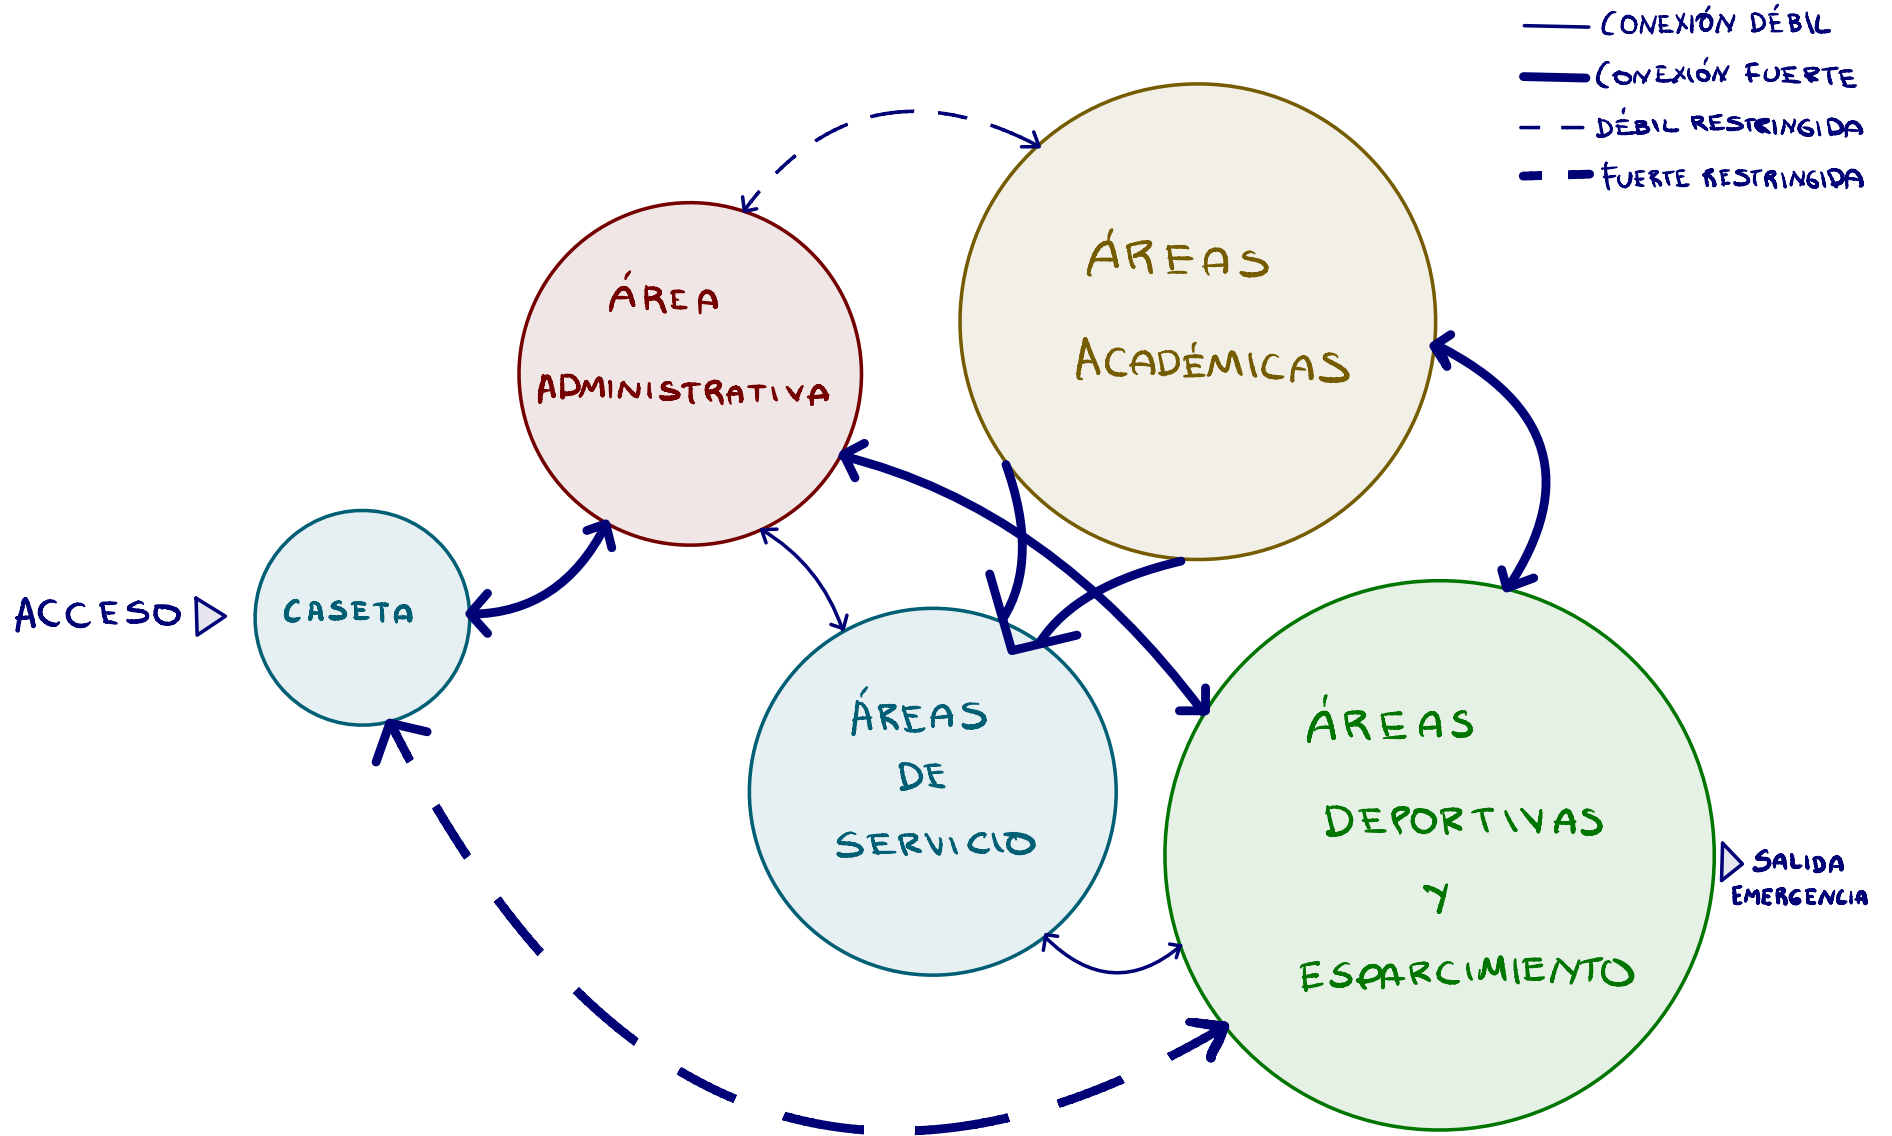 CONEXIÓN DÉBIL
CONEXIÓN FUERTE
DÉBIL RESTRINGIDA
FUERTE RESTRINGIDA
ÁREAS
ACADÉMICAS
ÁREA
ADMINISTRATIVA
ACCESO
CASETA
ÁREAS
DE
SERVICIO
ÁREAS
DEPORTIVAS
Y
ESPARCIMIENTO
SALIDA
EMERGENCIA